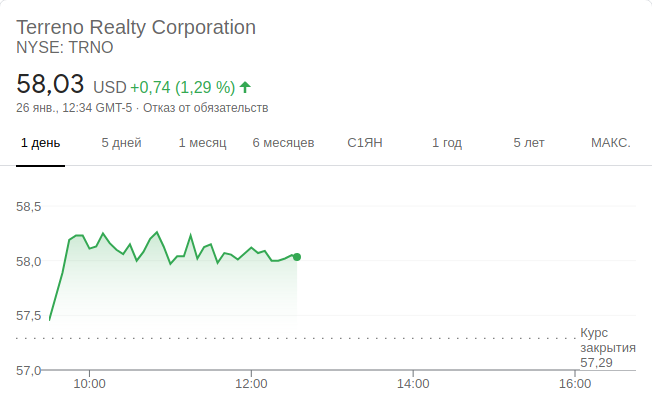 Terreno Realty Corporation
NYSE: TRNO
58,03 USD +0,74 (1,29 %)
26 янв., 12:34 GMT-5 · Отказ от обязательств
1 день 5 дней 1 месяц 6 месяцев С1ЯН 1 год 5 лет МАКС.
58,5
58,0
57,5
Курс
закрытия
57,29
57,0
10:00 12:00 14:00 16:00